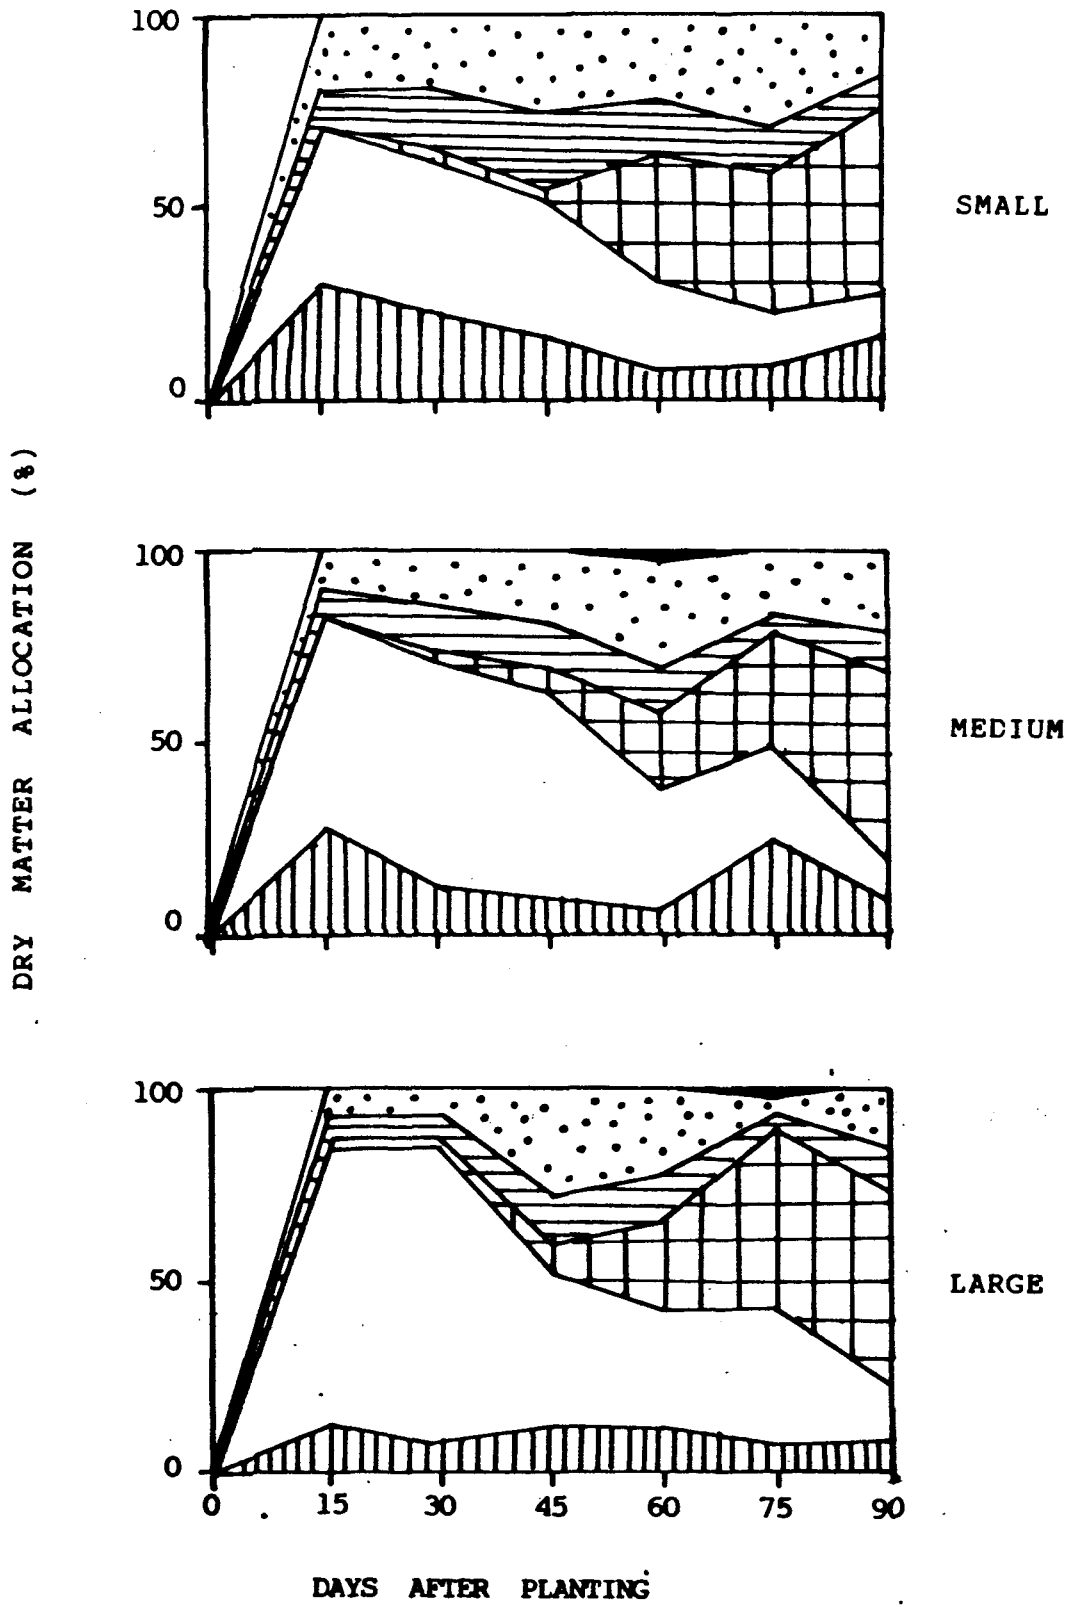 100
50
0
SMALL
DRY MATTER ALLOCATION (%)
100
50
0
MEDIUM
100
50
0
LARGE
0 15 30 45 60 75 90
DAYS AFTER PLANTING